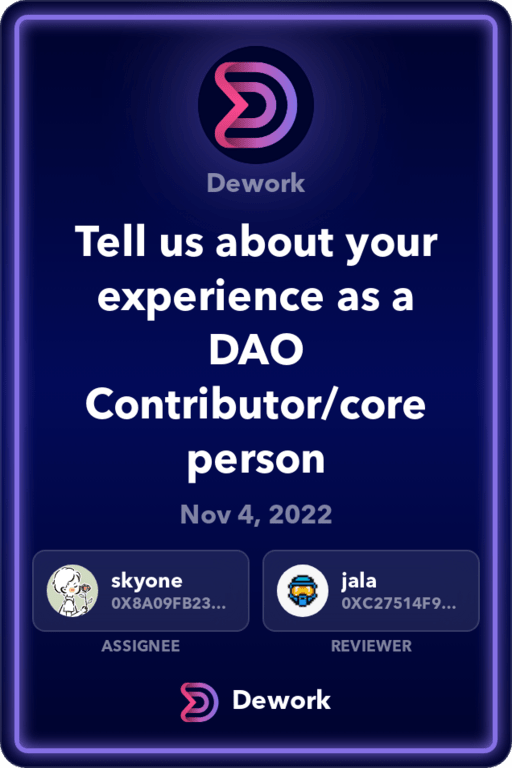 Dework
Tell us about your
experience as a
DAO
Contributor/core
person
Nov 4, 2022
skyone
0X8A09FB23...
jala
0XC27514F9...
ASSIGNEE
REVIEWER
Dework